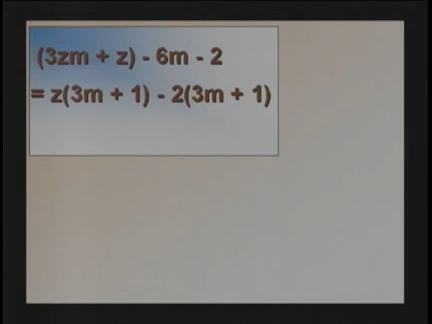 (3zm + z) - 6m - 2
= z(3m + 1) - 2(3m + 1)